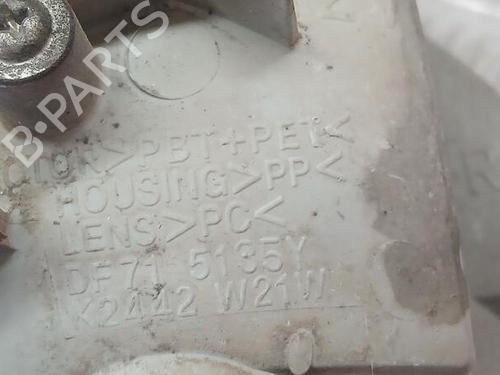 B-PARTS
>PBT+PET<
HOUSING>PP<
LENS>PC<
DF71 5135Y
K2442 W21W